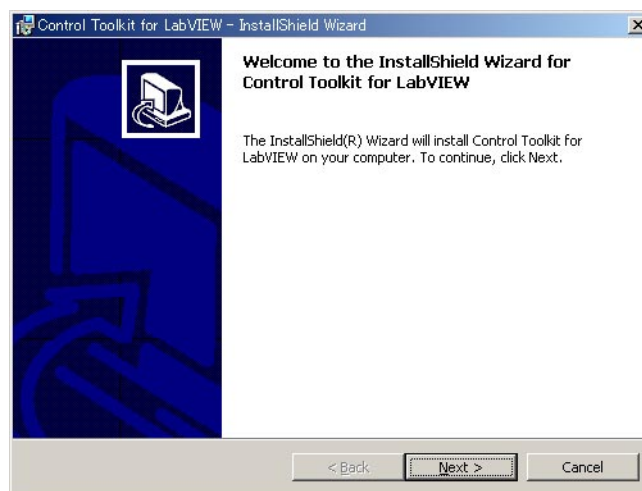 Control Toolkit for LabVIEW - InstallShield Wizard
Welcome to the InstallShield Wizard for
Control Toolkit for LabVIEW
The InstallShield(R) Wizard will install Control Toolkit for
LabVIEW on your computer. To continue, click Next.
< Back
Next >
Cancel